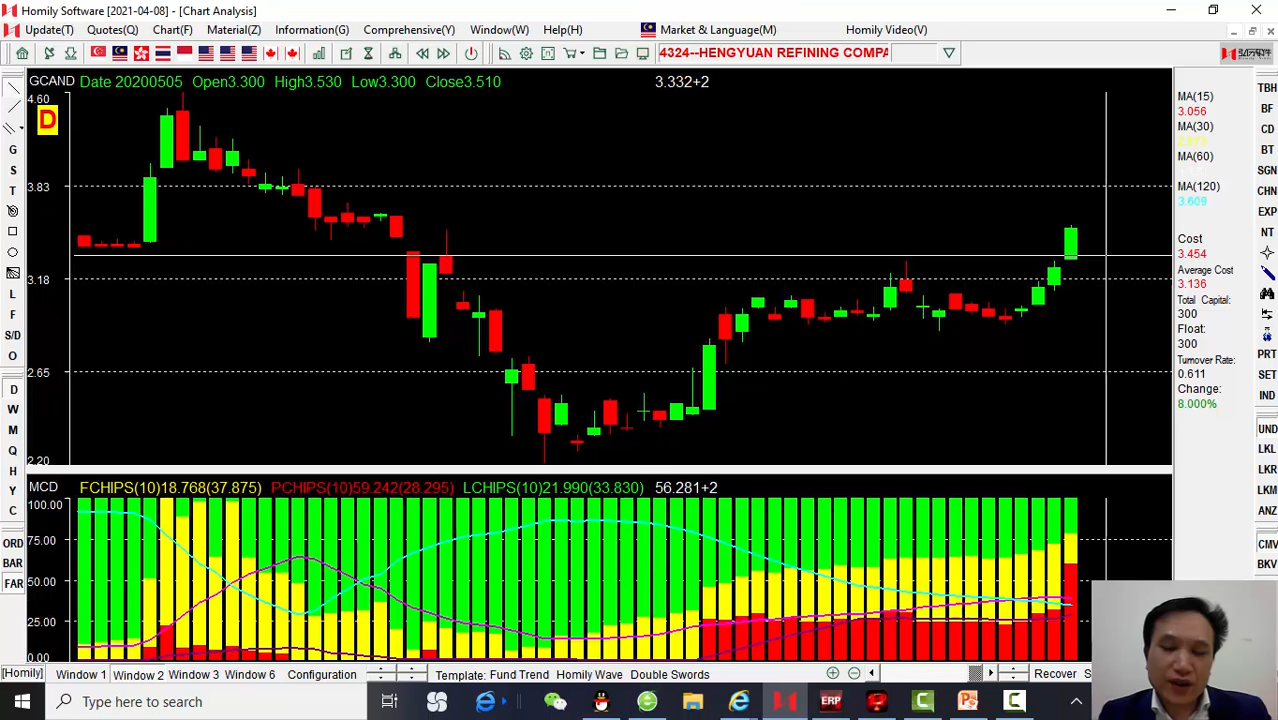 Homily Software [2021-04-08] - [Chart Analysis]
Update(T) Quotes(Q) Chart(F) Material(Z) Information(G) Comprehensive(Y) Window(W) Help(H) Market & Language(M) Homily Video(V)
4324--HENGYUAN REFINING COMPA
GCAND Date 20200505 Open3.300 High3.530 Low3.300 Close3.510 3.332+2
D
4.60
3.83
3.18
2.65
2.20
MCD FCHIPS(10)18.768(37.875) PCHIPS(10)59.242(28.295) LCHIPS(10)21.990(33.830) 56.281+2
100.00
75.00
50.00
25.00
0.00
G
S
T
L
F
S/D
O
D
W
M
Q
H
Y
C
ORD
BAR
FAR
MA(15)
3.056
MA(30)
MA(60)
MA(120)
3.609
Cost
3.454
Average Cost
3.136
Total Capital:
300
Float:
300
Turnover Rate:
0.611
Change:
8.000%
TBH
BF
CD
BT
SGN
CHN
EXP
NT
PRT
SET
IND
UND
LKL
LKR
LKM
ANZ
CMV
BKV
[Homily] Window 1 Window 2 Window 3 Window 6 Configuration Template: Fund Trend Homily Wave Double Swords Recover S
Type here to search
ERP